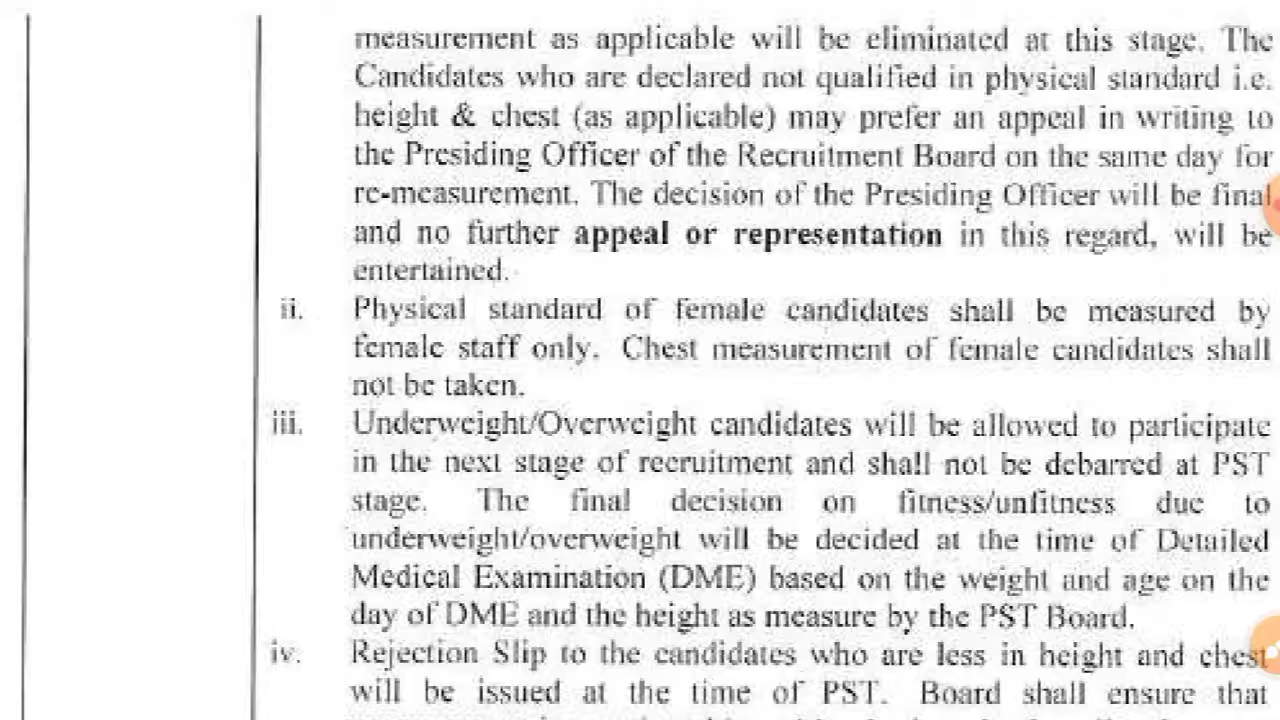 measurement as applicable will be eliminated at this stage. The
Candidates who are declared not qualified in physical standard i.e.
height & chest (as applicable) may prefer an appeal in writing to
the Presiding Officer of the Recruitment Board on the same day for
re-measurement. The decision of the Presiding Officer will be final
and no further appeal or representation in this regard, will be
entertained.
ii. Physical standard of female candidates shall be measured by
female staff only. Chest measurement of female candidates shall
not be taken.
iii. Underweight/Overweight candidates will be allowed to participate
in the next stage of recruitment and shall not be debarred at PST
stage. The final decision on fitness/unfitness due to
underweight/overweight will be decided at the time of Detailed
Medical Examination (DME) based on the weight and age on the
day of DME and the height as measure by the PST Board.
iv. Rejection Slip to the candidates who are less in height and chest
will be issued at the time of PST. Board shall ensure that